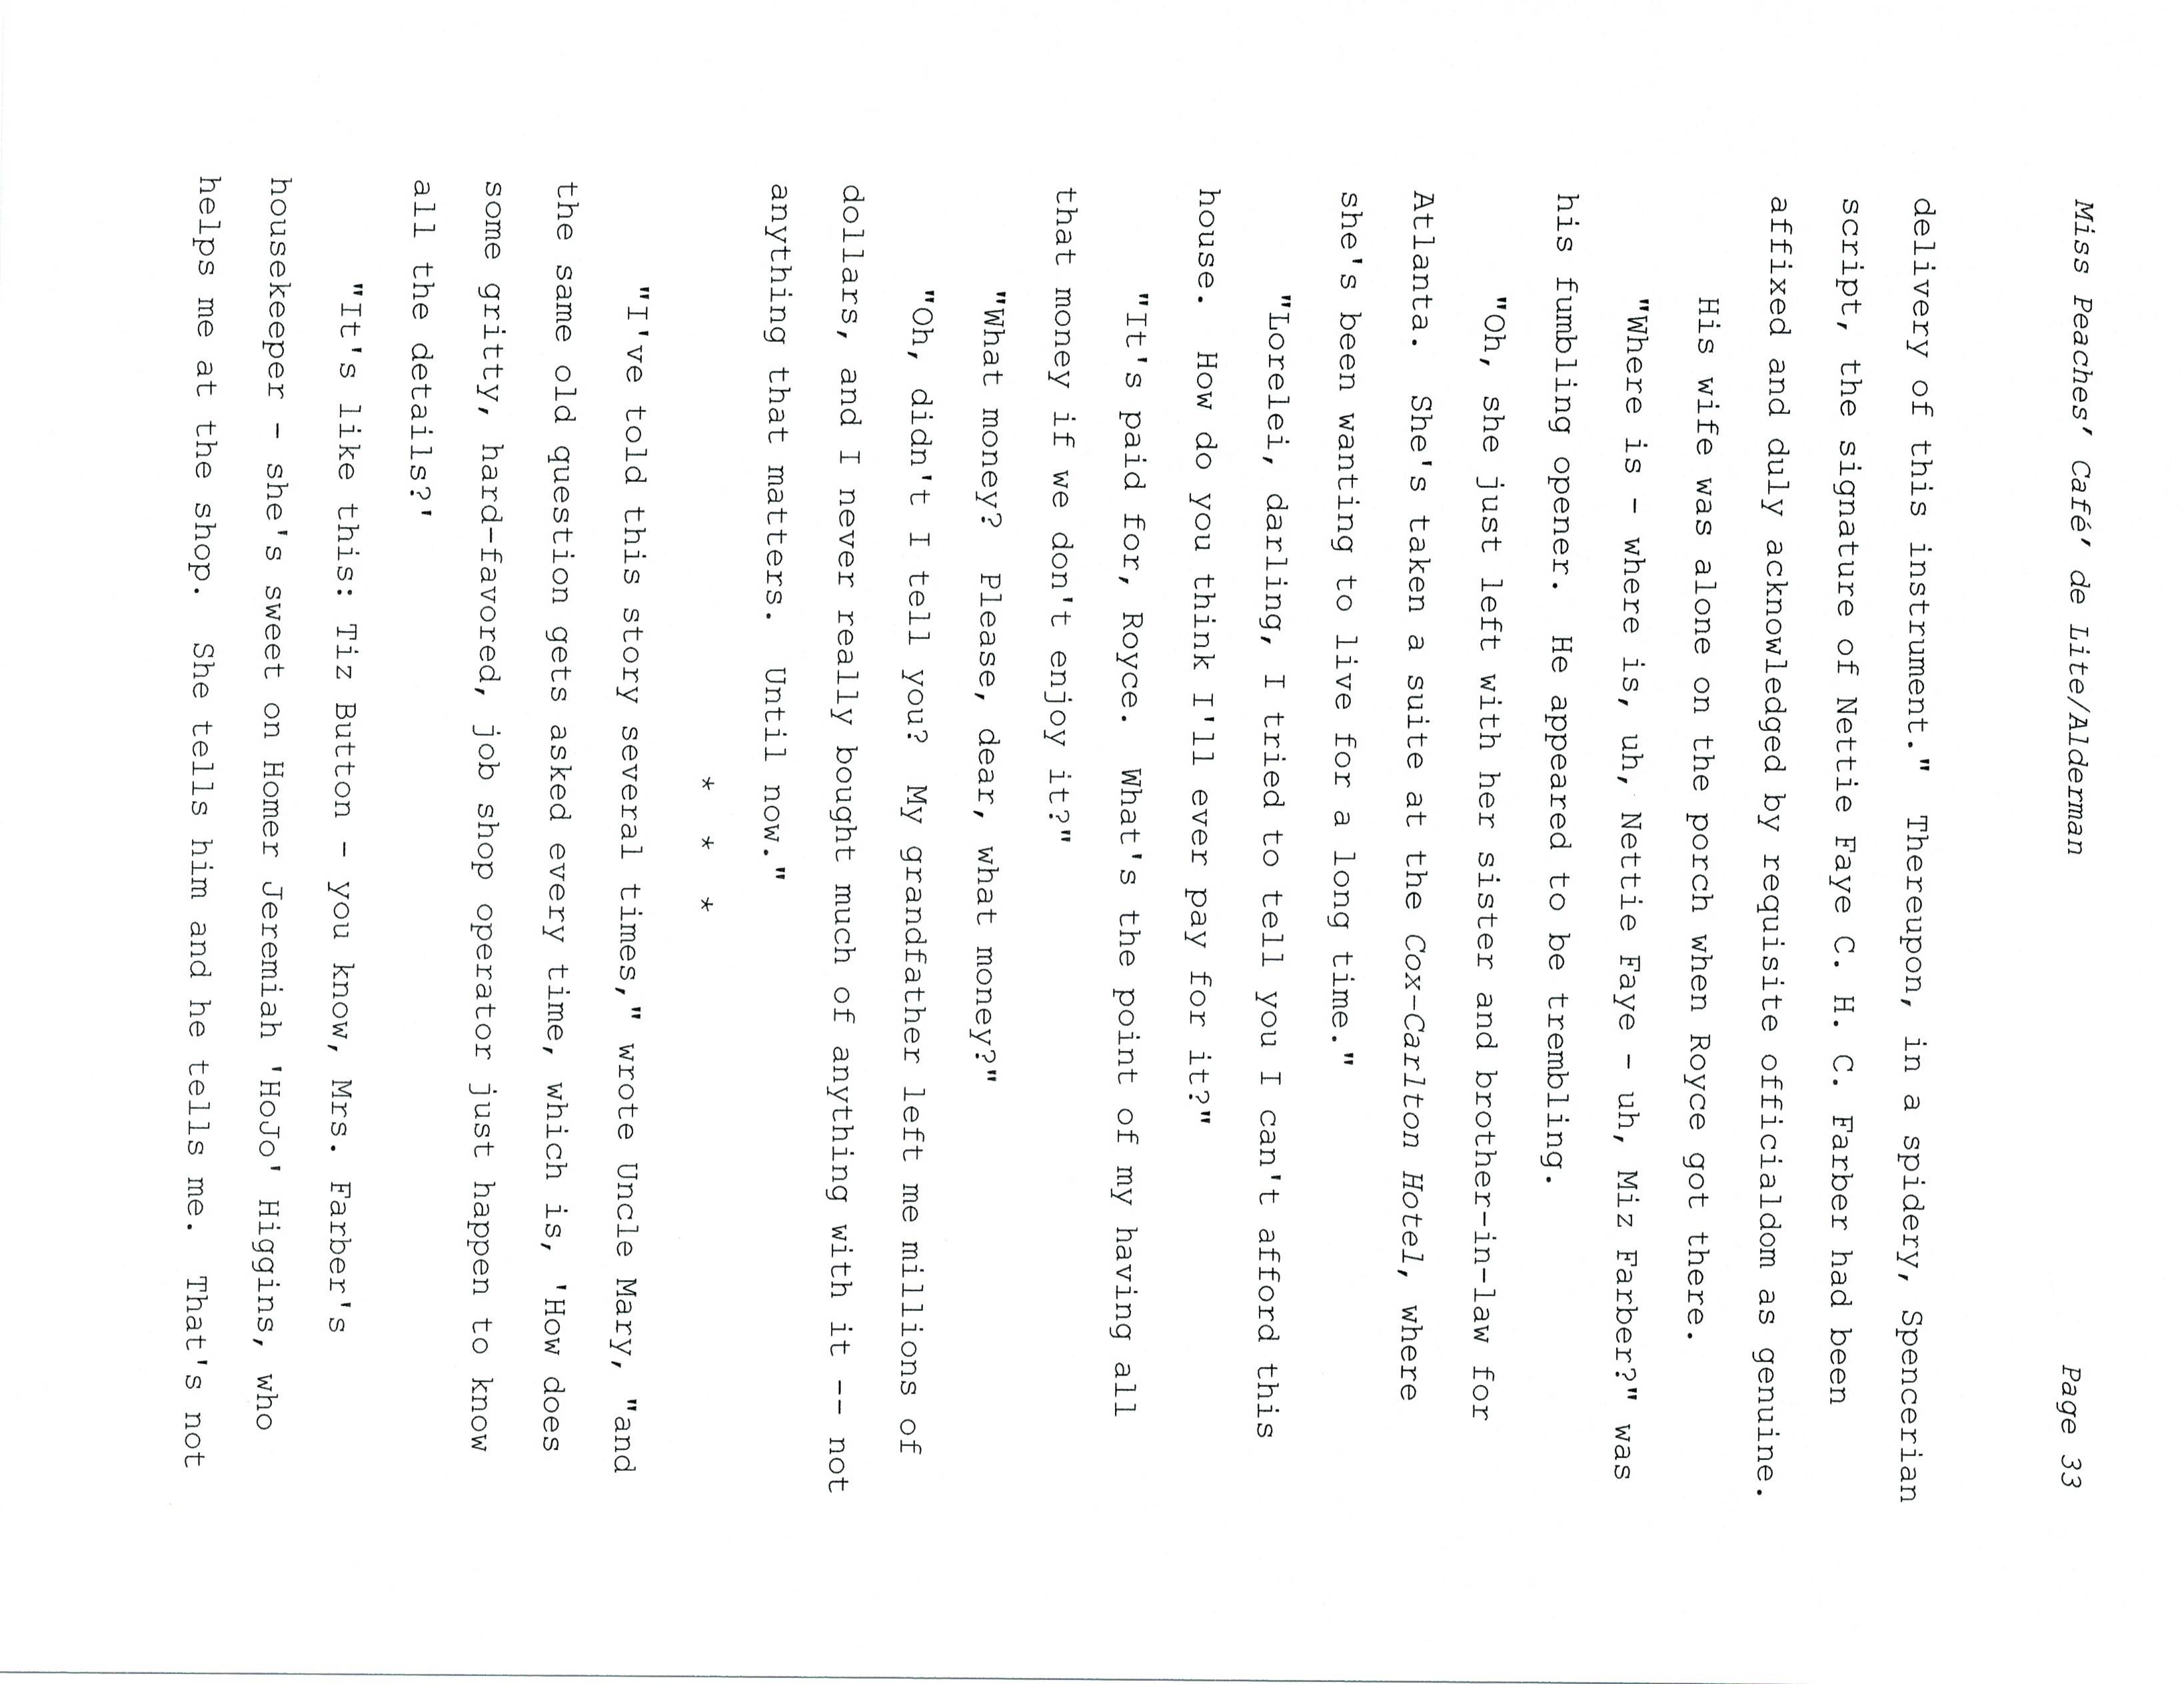 Miss Peaches' Café' de Lite/Alderman Page 33
delivery of this instrument."  Thereupon, in a spidery, Spencerian
script, the signature of Nettie Faye C. H. C. Farber had been
affixed and duly acknowledged by requisite officialdom as genuine.
His wife was alone on the porch when Royce got there.
"Where is - where is, uh, Nettie Faye - uh, Miz Farber?" was
his fumbling opener.  He appeared to be trembling.
"Oh, she just left with her sister and brother-in-law for
Atlanta.  She's taken a suite at the Cox-Carlton Hotel, where
she's been wanting to live for a long time."
"Lorelei, darling, I tried to tell you I can't afford this
house.  How do you think I'll ever pay for it?"
"It's paid for, Royce.  What's the point of my having all
that money if we don't enjoy it?"
"What money?  Please, dear, what money?"
"Oh, didn't I tell you?  My grandfather left me millions of
dollars, and I never really bought much of anything with it -- not
anything that matters.  Until now."
* * *
"I've told this story several times," wrote Uncle Mary, "and
the same old question gets asked every time, which is, 'How does
some gritty, hard-favored, job shop operator just happen to know
all the details?'
"It's like this: Tiz Button - you know, Mrs. Farber's
housekeeper - she's sweet on Homer Jeremiah 'HoJo' Higgins, who
helps me at the shop.  She tells him and he tells me.  That's not